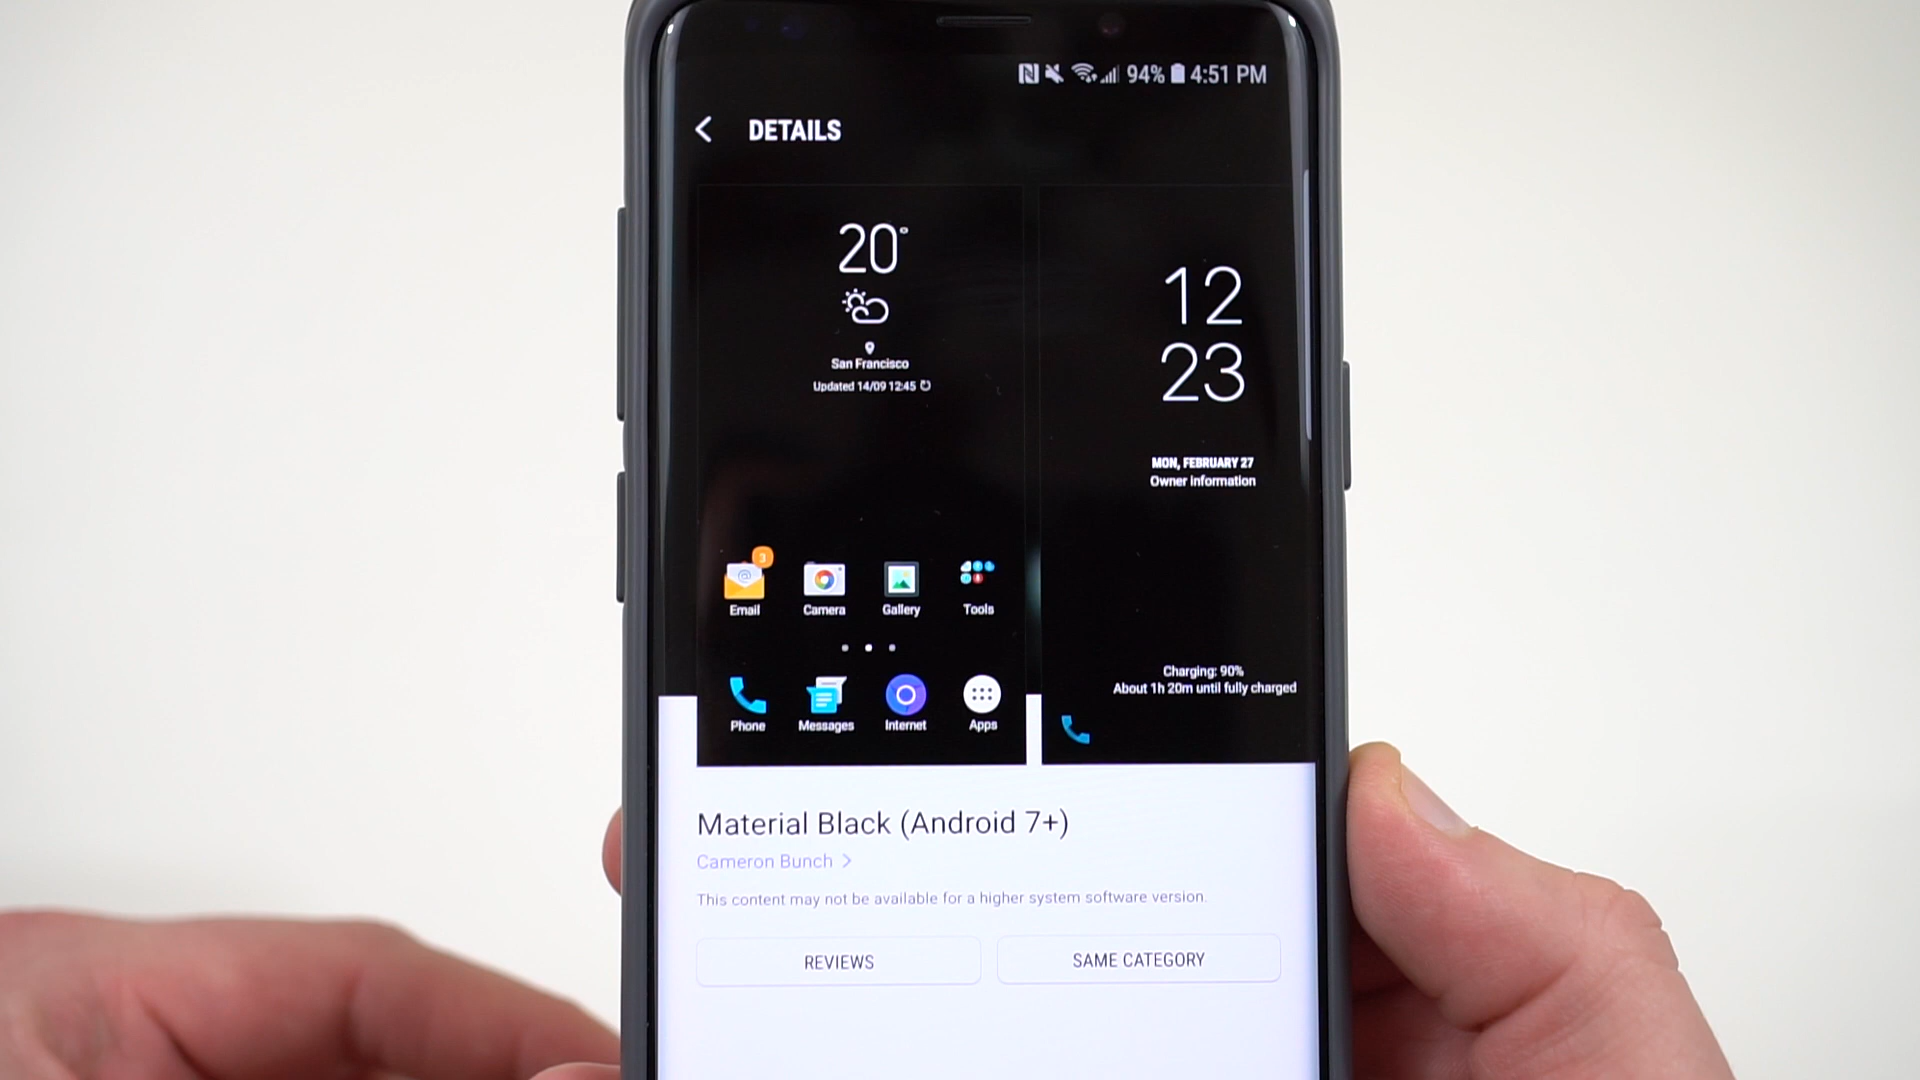 94% 4:51 PM
DETAILS
20°
San Francisco
Updated 14/09 12:45
3
Email Camera Gallery Tools
Phone Messages Internet Apps
12
23
MON, FEBRUARY 27
Owner information
Charging: 90%
About 1h 20m until fully charged
Material Black (Android 7+)
Cameron Bunch >
This content may not be available for a higher system software version.
REVIEWS
SAME CATEGORY